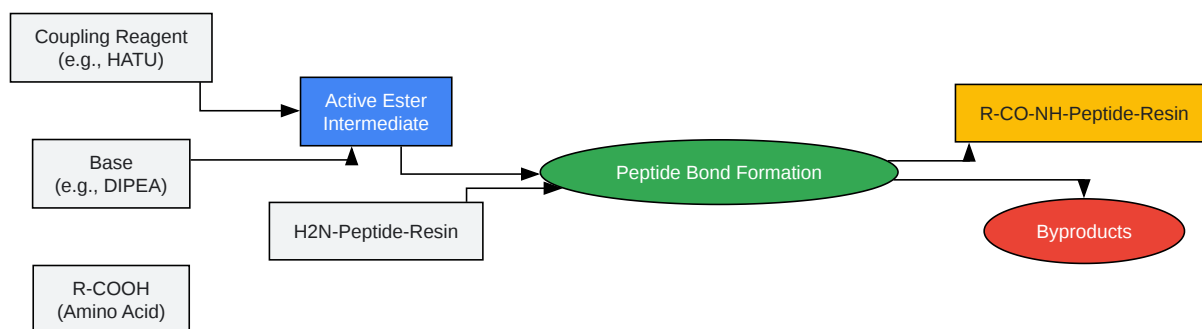 Coupling Reagent
(e.g., HATU)
Active Ester
Intermediate
R-CO-NH-Peptide-Resin
Base
(e.g., DIPEA)
Peptide Bond Formation
H2N-Peptide-Resin
Byproducts
R-COOH
(Amino Acid)